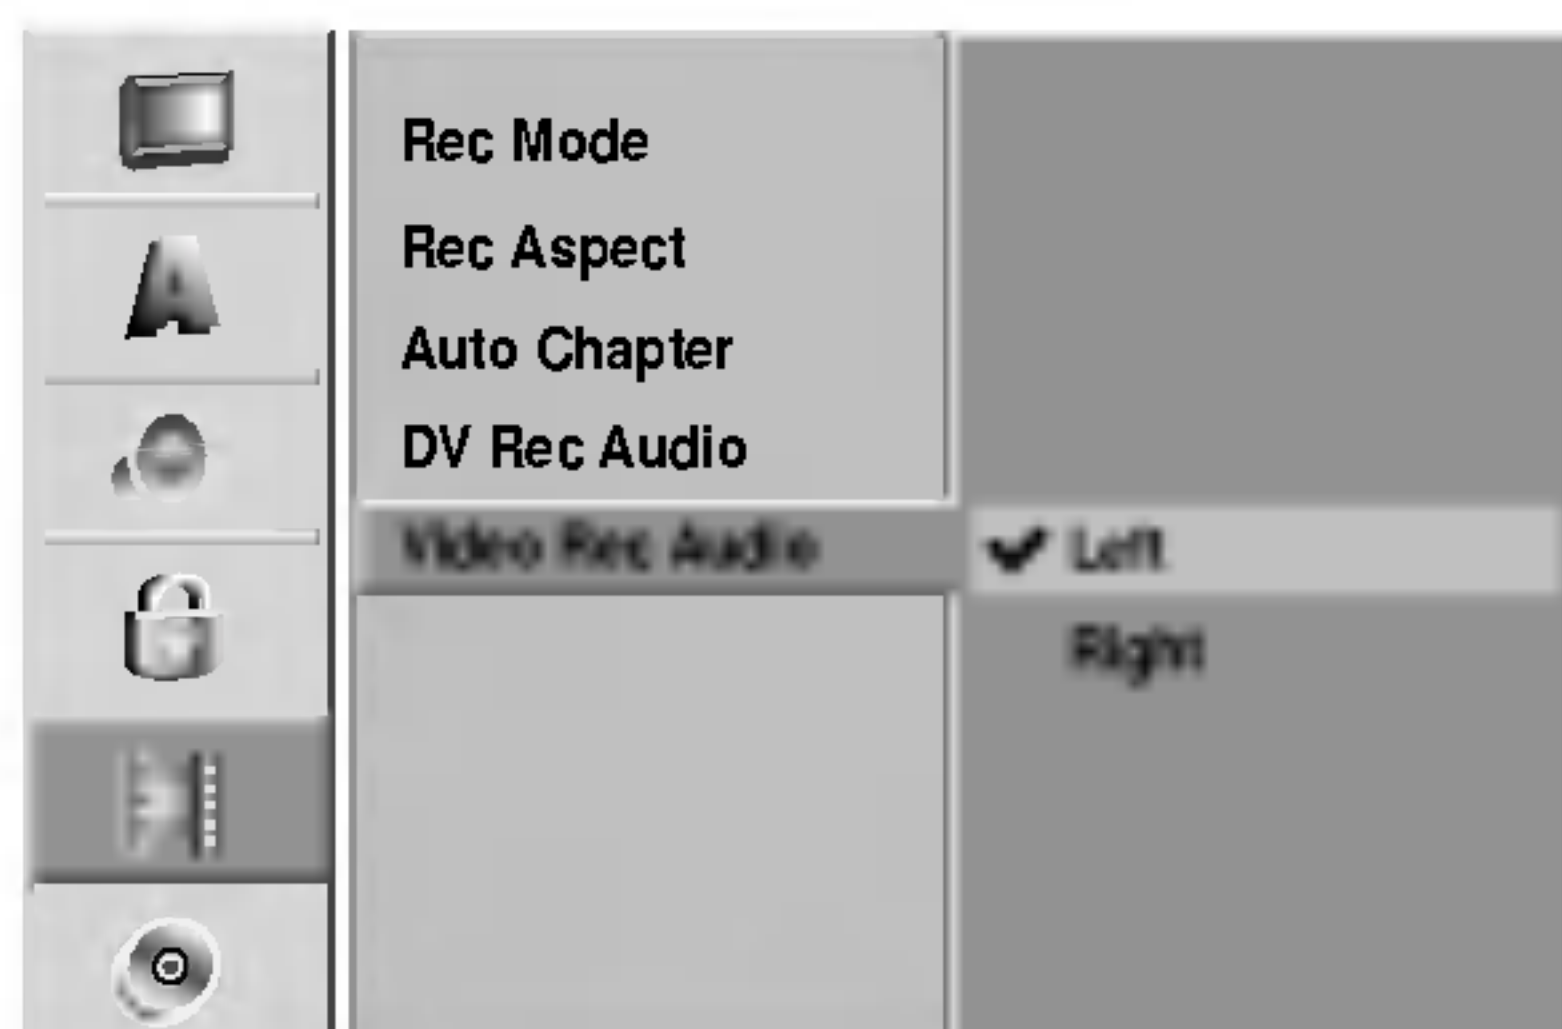 Rec Mode
Rec Aspect
Auto Chapter
DV Rec Audio
Video Rec Audio
Left
Right